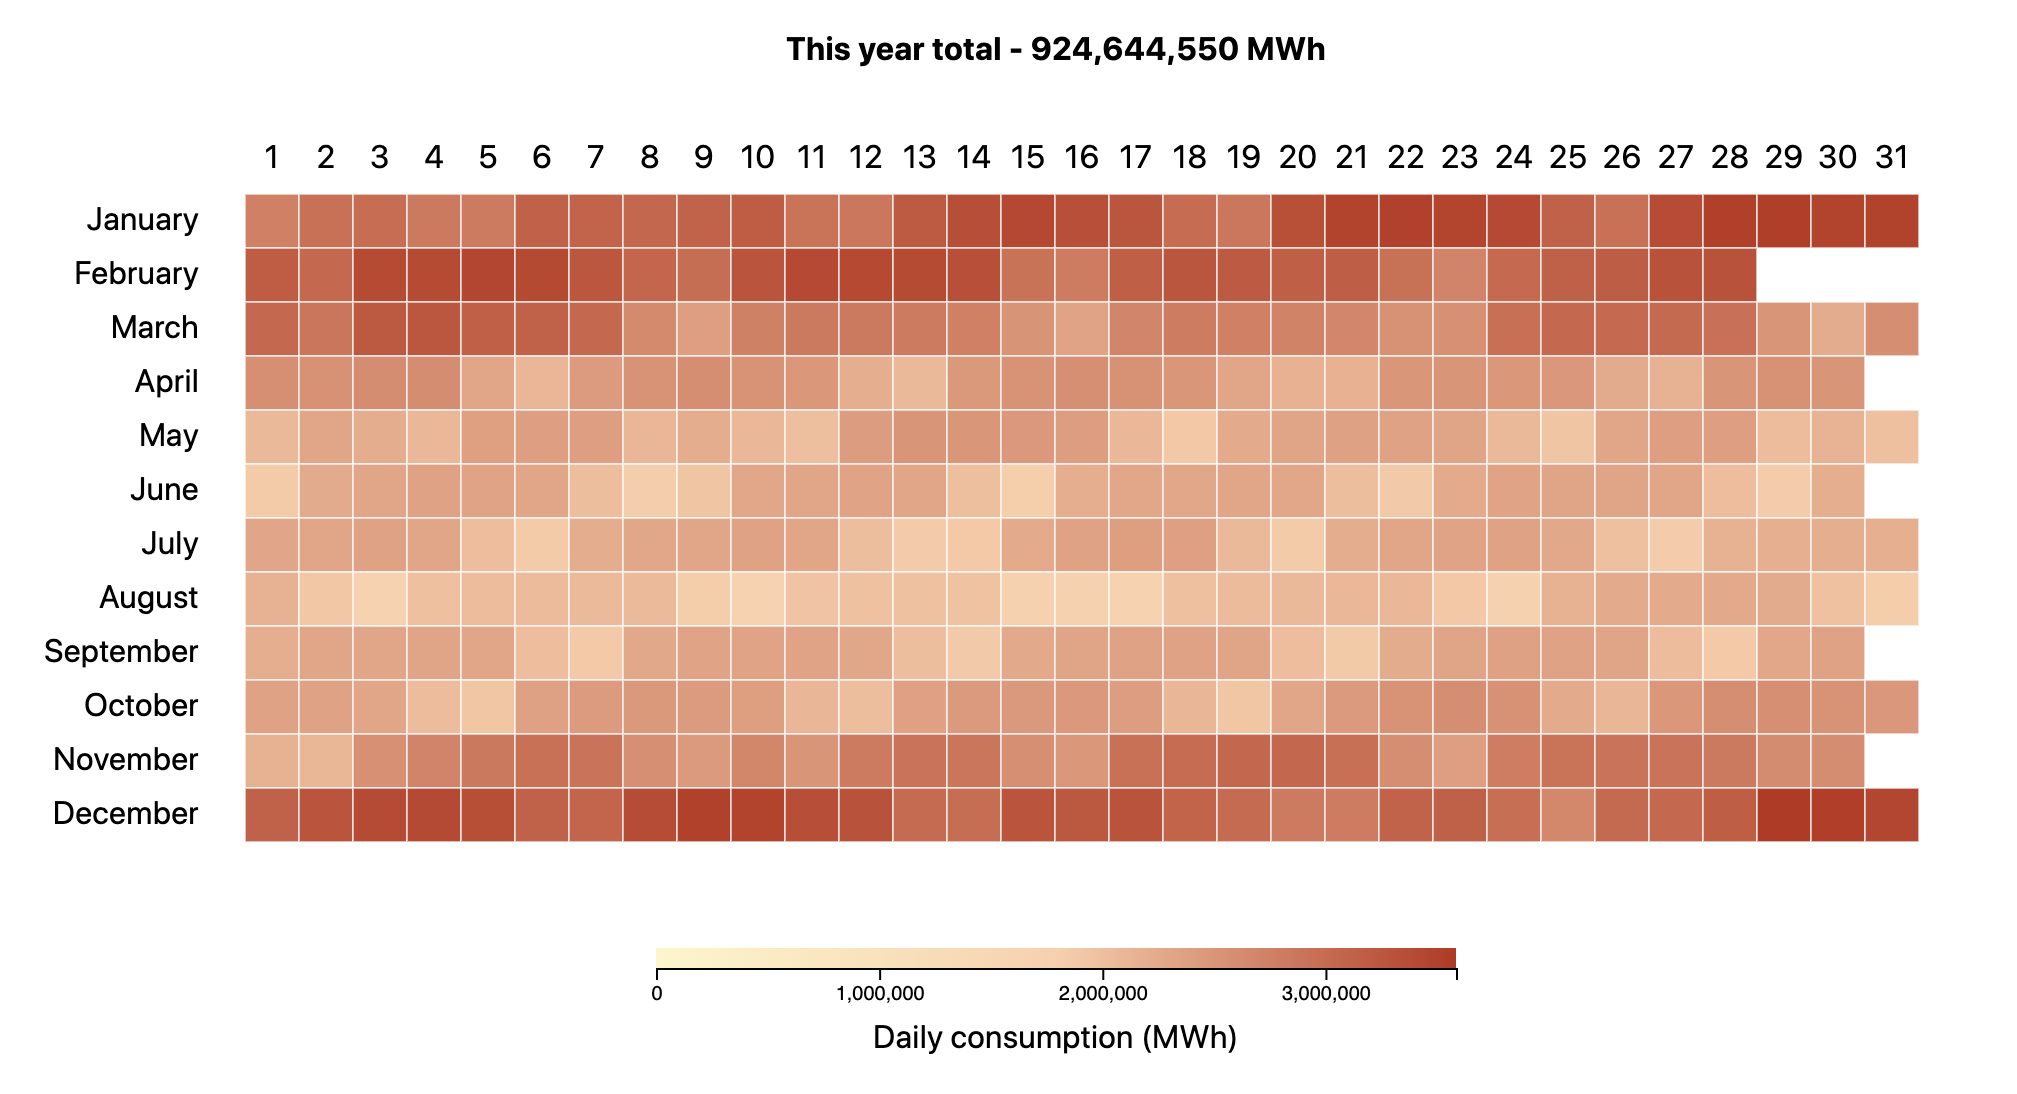 This year total - 924,644,550 MWh
1 2 3 4 5 6 7 8 9 10 11 12 13 14 15 16 17 18 19 20 21 22 23 24 25 26 27 28 29 30 31
January
February
March
April
May
June
July
August
September
October
November
December
0 1,000,000 2,000,000 3,000,000
Daily consumption (MWh)